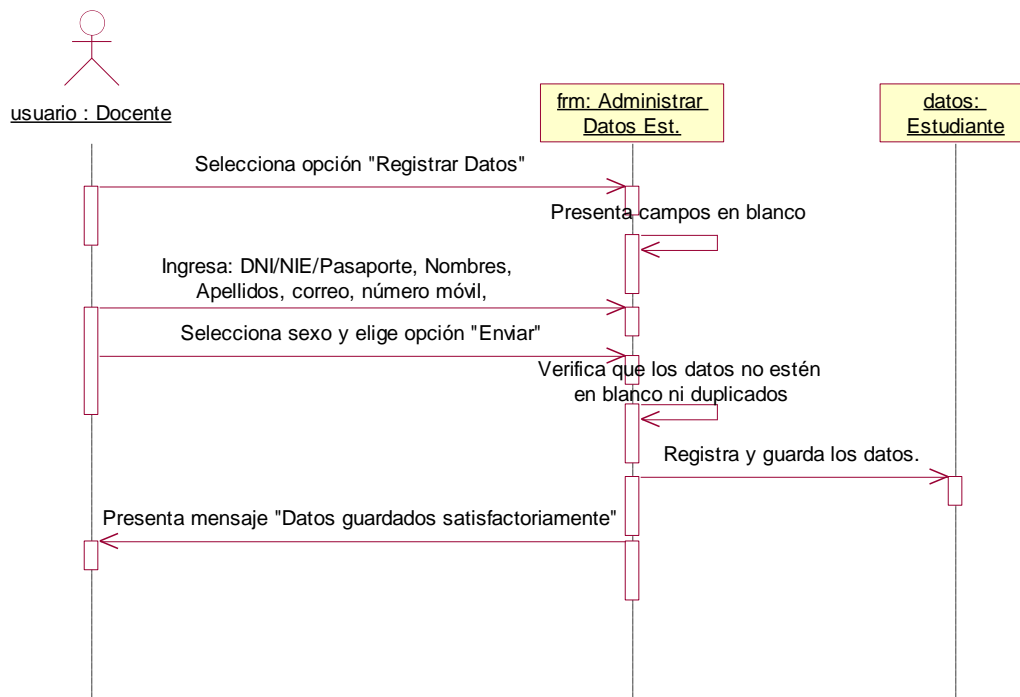 usuario : Docente
frm: Administrar
Datos Est.
datos:
Estudiante
Selecciona opción "Registrar Datos"
Presenta campos en blanco
Ingresa: DNI/NIE/Pasaporte, Nombres,
Apellidos, correo, número móvil,
Selecciona sexo y elige opción "Enviar"
Verifica que los datos no estén
en blanco ni duplicados
Registra y guarda los datos.
Presenta mensaje "Datos guardados satisfactoriamente"